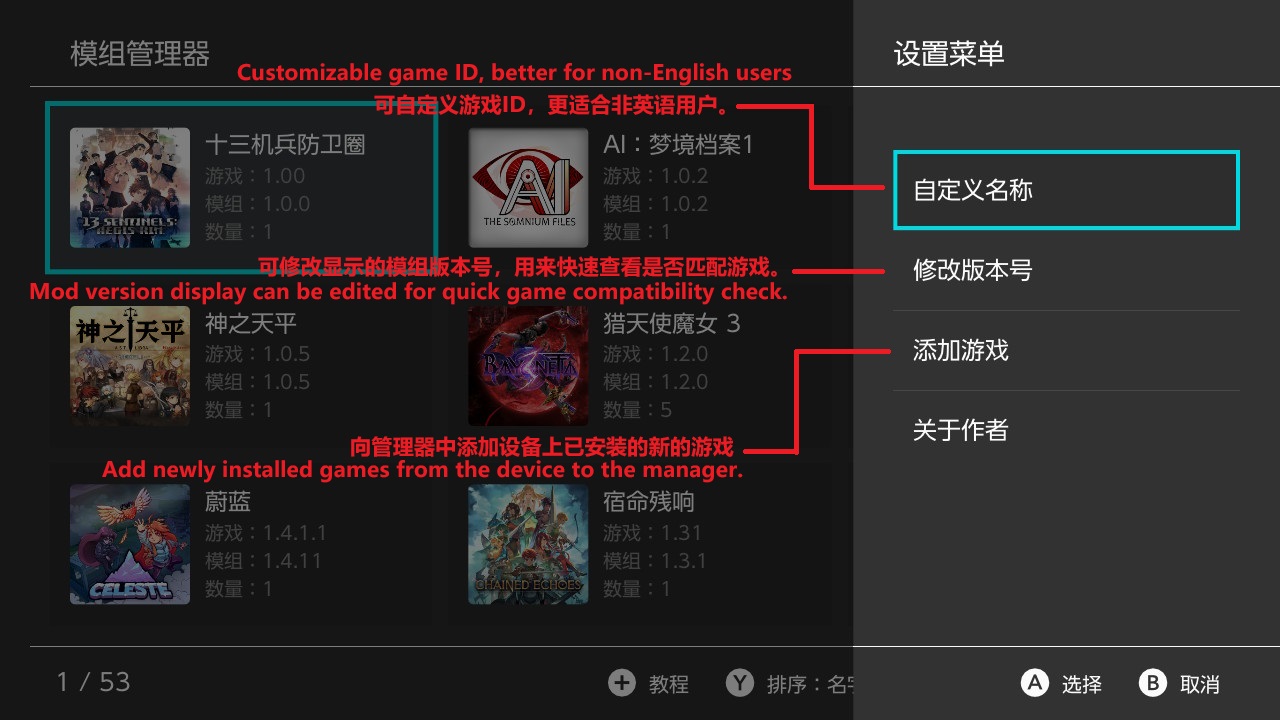 模组管理器
设置菜单
Customizable game ID, better for non-English users
可自定义游戏ID，更适合非英语用户。
十三机兵防卫圈
游戏：1.00
模组：1.0.0
数量：1
13 SENTINELS:
AEGIS RIM
AI：梦境档案1
游戏：1.0.2
模组：1.0.2
数量：1
AI
THE SOMNIUM FILES
自定义名称
可修改显示的模组版本号，用来快速查看是否匹配游戏。
Mod version display can be edited for quick game compatibility check.
修改版本号
神之天平
神之天平
游戏：1.0.5
模组：1.0.5
数量：1
猎天使魔女 3
游戏：1.2.0
模组：1.2.0
数量：5
BAYONETTA
添加游戏
向管理器中添加设备上已安装的新的游戏
Add newly installed games from the device to the manager.
关于作者
蔚蓝
游戏：1.4.1.1
模组：1.4.11
数量：1
CELESTE
宿命残响
游戏：1.31
模组：1.3.1
数量：1
CHAINED ECHOES
1 / 53
+ 教程
Y 排序：名
A 选择
B 取消